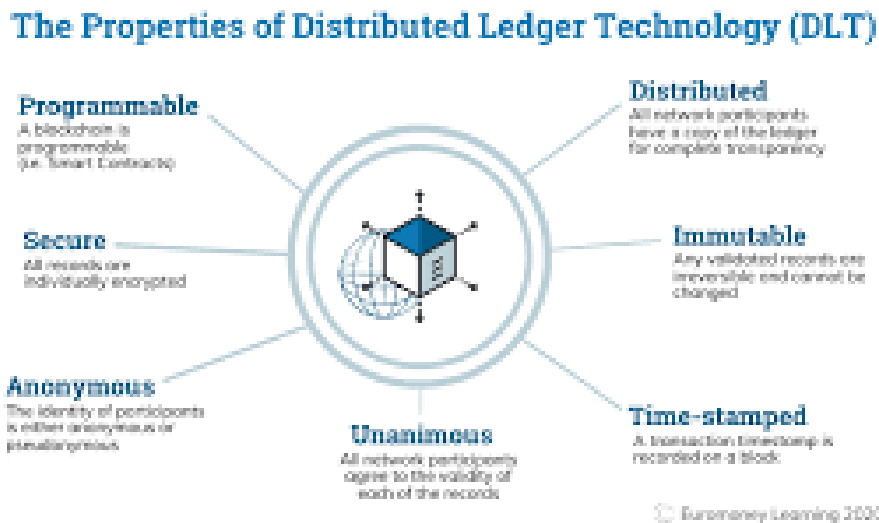 The Properties of Distributed Ledger Technology (DLT)
Programmable
A blockchain is
programmable
(i.e. Smart Contracts)
Distributed
All network participants
have a copy of the ledger
for complete transparency
Secure
All records are
individually encrypted
Immutable
Any validated records are
irreversible and cannot be
changed
Anonymous
The identity of participants
is either anonymous or
pseudonymous
Unanimous
All network participants
agree to the validity of
each of the records
Time-stamped
A transaction timestamp is
recorded on a block
© Euromoney Learning 2020